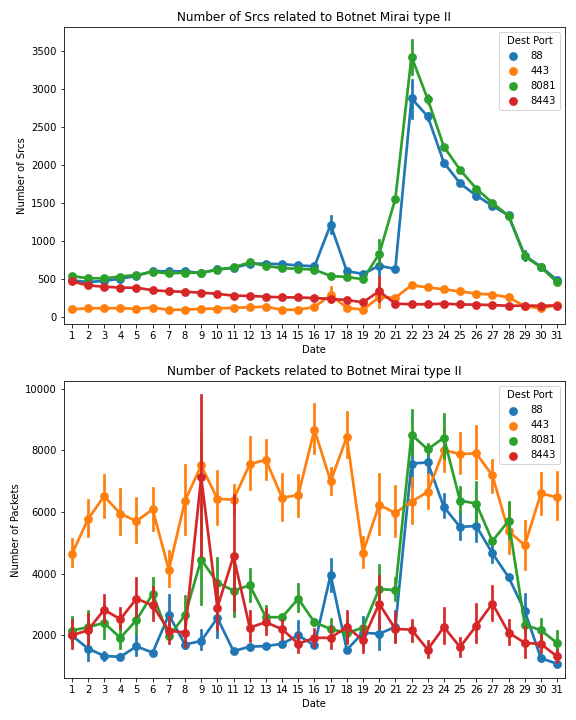 Number of Srcs related to Botnet Mirai type II
Dest Port
88
443
8081
8443
Number of Srcs
3500
3000
2500
2000
1500
1000
500
0
1 2 3 4 5 6 7 8 9 10 11 12 13 14 15 16 17 18 19 20 21 22 23 24 25 26 27 28 29 30 31
Date
Number of Packets related to Botnet Mirai type II
Dest Port
88
443
8081
8443
Number of Packets
10000
8000
6000
4000
2000
1 2 3 4 5 6 7 8 9 10 11 12 13 14 15 16 17 18 19 20 21 22 23 24 25 26 27 28 29 30 31
Date